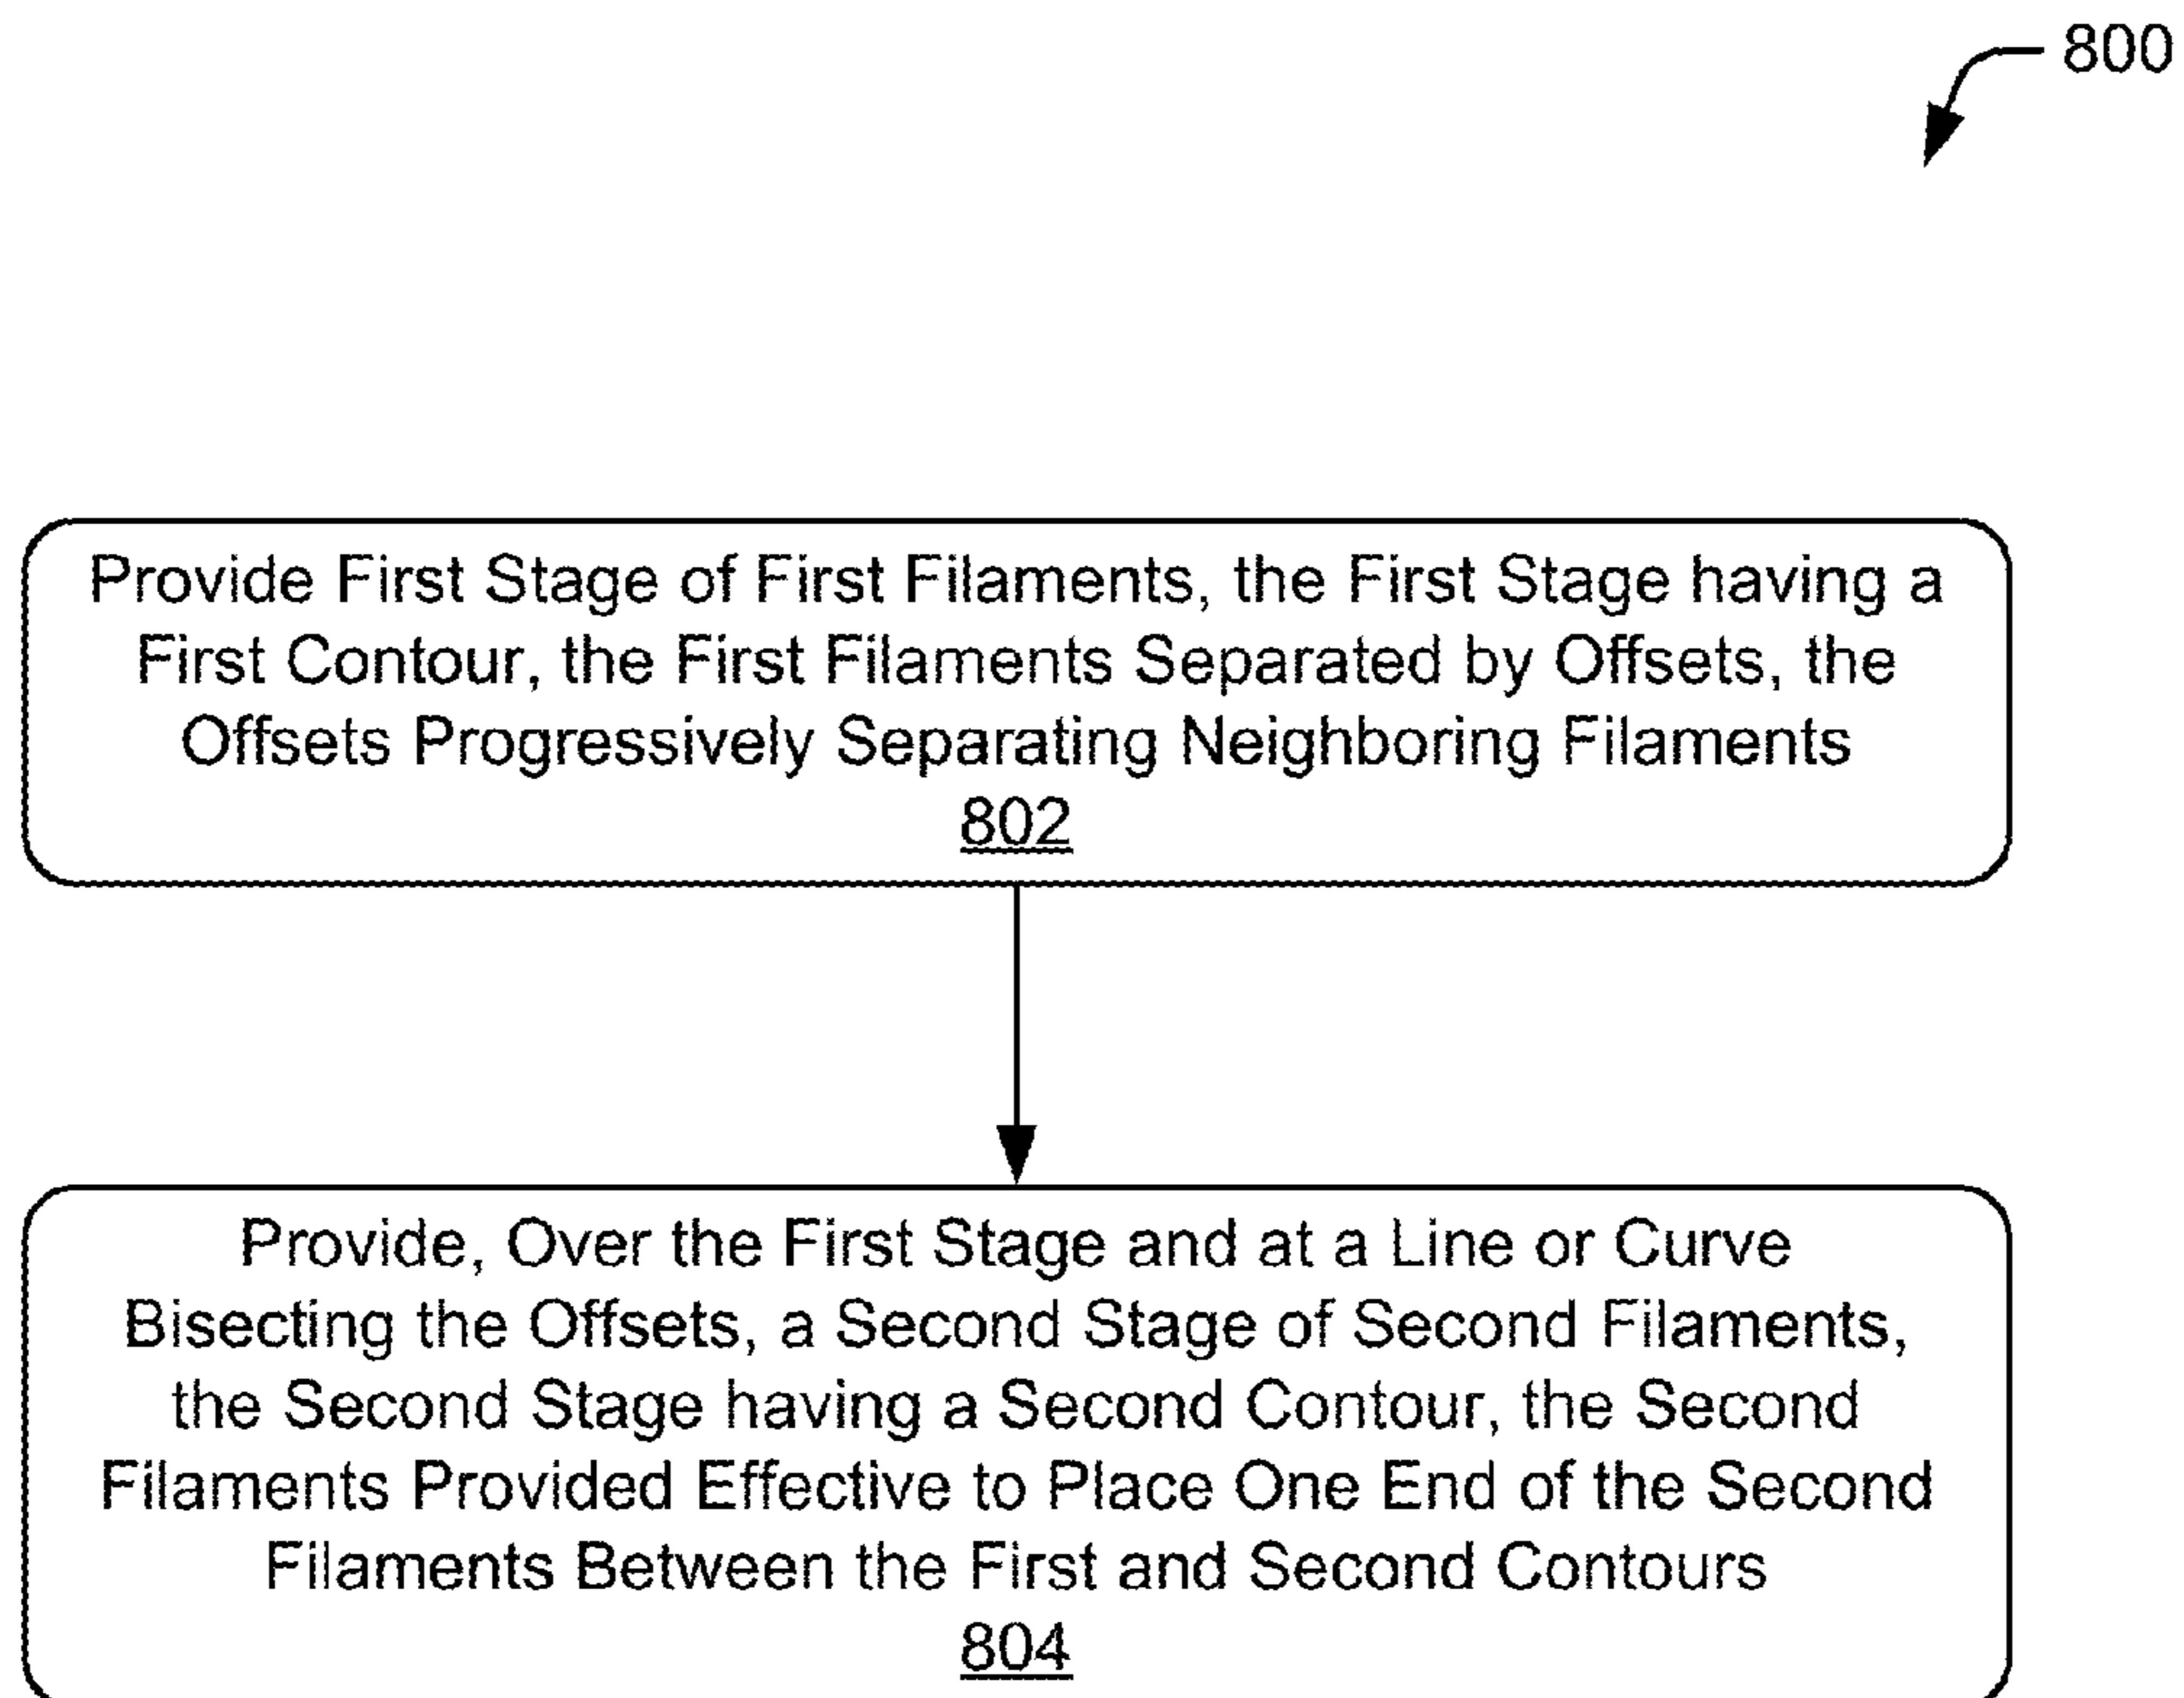 800
Provide First Stage of First Filaments, the First Stage having a
First Contour, the First Filaments Separated by Offsets, the
Offsets Progressively Separating Neighboring Filaments
802
Provide, Over the First Stage and at a Line or Curve
Bisecting the Offsets, a Second Stage of Second Filaments,
the Second Stage having a Second Contour, the Second
Filaments Provided Effective to Place One End of the Second
Filaments Between the First and Second Contours
804